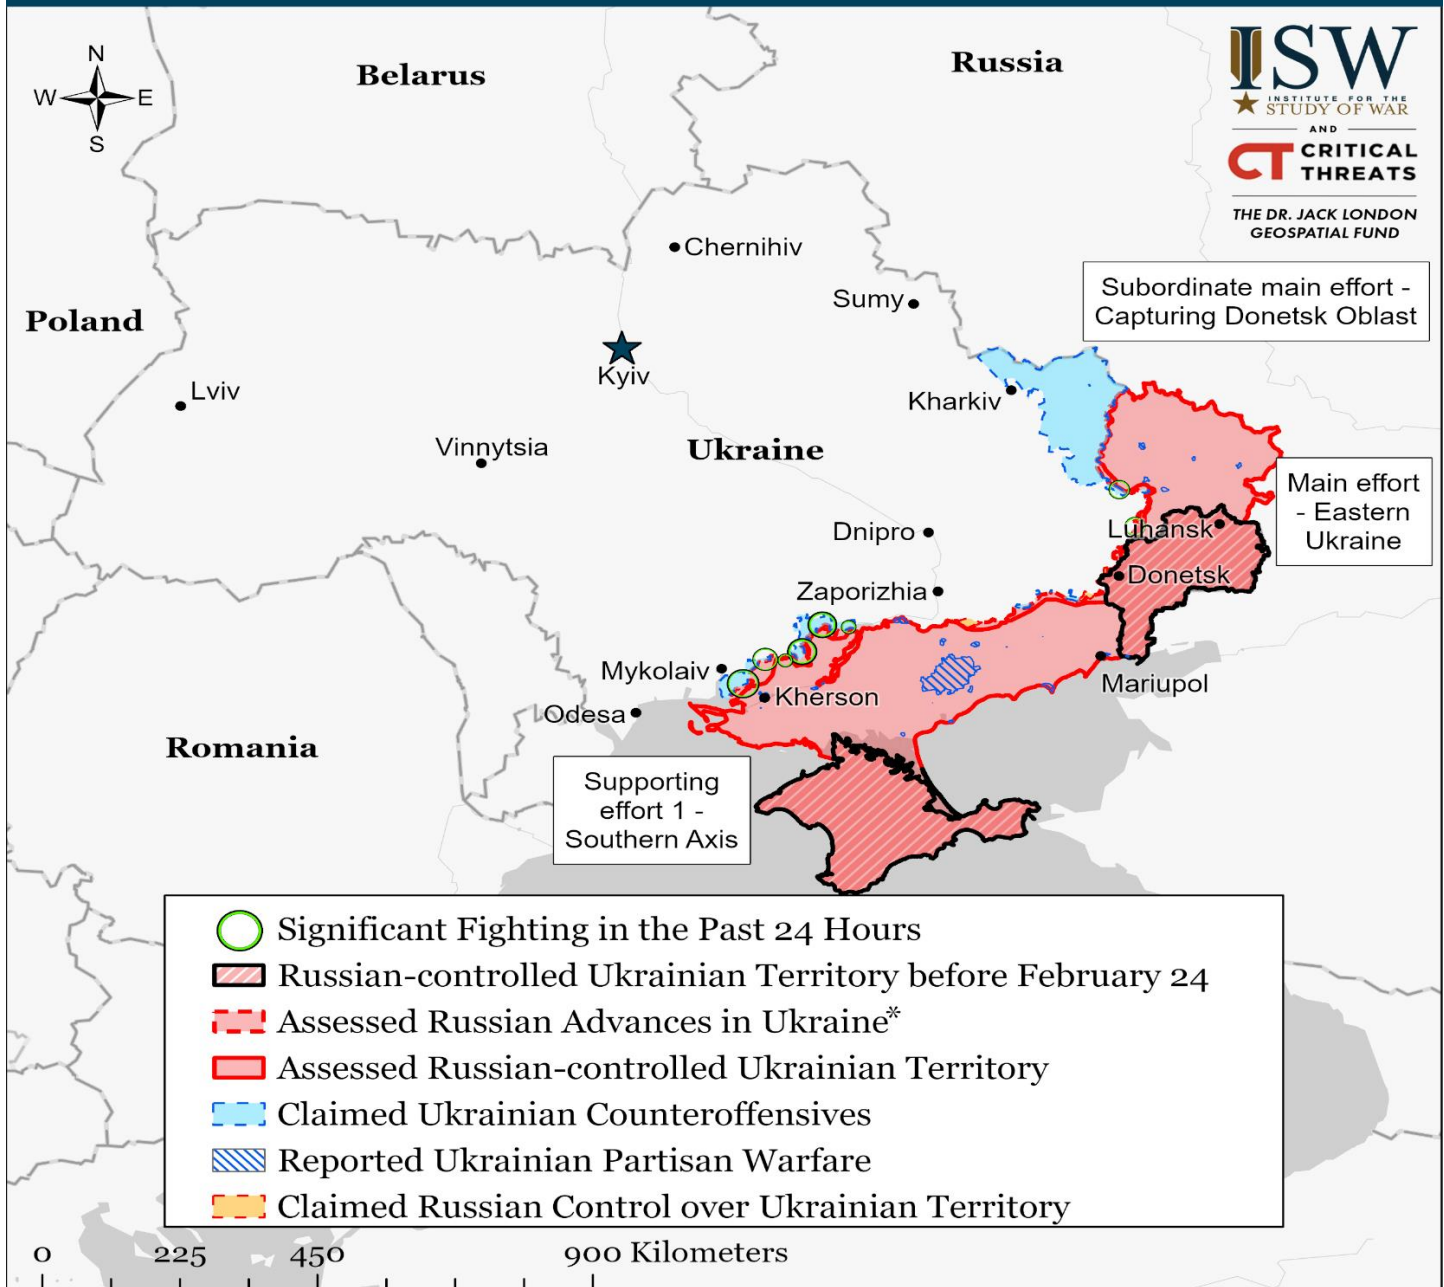 N
W E
S
Belarus
Russia
ISW
INSTITUTE FOR THE
STUDY OF WAR
AND
CT CRITICAL
THREATS
THE DR. JACK LONDON
GEOSPATIAL FUND
Chernihiv
Sumy
Subordinate main effort -
Capturing Donetsk Oblast
Poland
Kyiv
Lviv
Kharkiv
Vinnytsia
Ukraine
Main effort
- Eastern
Ukraine
Dnipro
Luhansk
Donetsk
Zaporizhia
Mykolaiv
Mariupol
Kherson
Odesa
Romania
Supporting
effort 1 -
Southern Axis
Significant Fighting in the Past 24 Hours
Russian-controlled Ukrainian Territory before February 24
Assessed Russian Advances in Ukraine*
Assessed Russian-controlled Ukrainian Territory
Claimed Ukrainian Counteroffensives
Reported Ukrainian Partisan Warfare
Claimed Russian Control over Ukrainian Territory
0 225 450 900 Kilometers